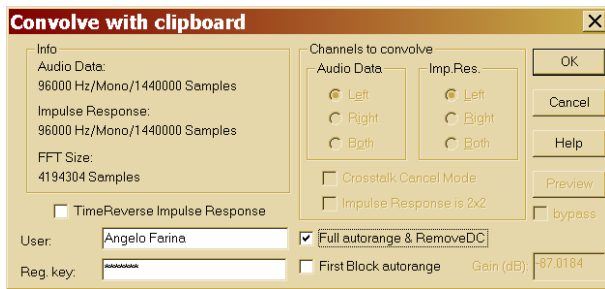 Convolve with clipboard
Info
Audio Data:
96000 Hz/Mono/1440000 Samples
Impulse Response:
96000 Hz/Mono/1440000 Samples
FFT Size:
4194304 Samples
Channels to convolve
Audio Data
Left
Right
Both
Imp.Res.
Left
Right
Both
Crosstalk Cancel Mode
Impulse Response is 2x2
OK
Cancel
Help
Preview
bypass
TimeReverse Impulse Response
User:
Angelo Farina
Full autorange & RemoveDC
Reg. key:
*******
First Block autorange
Gain (dB):
-87.0184